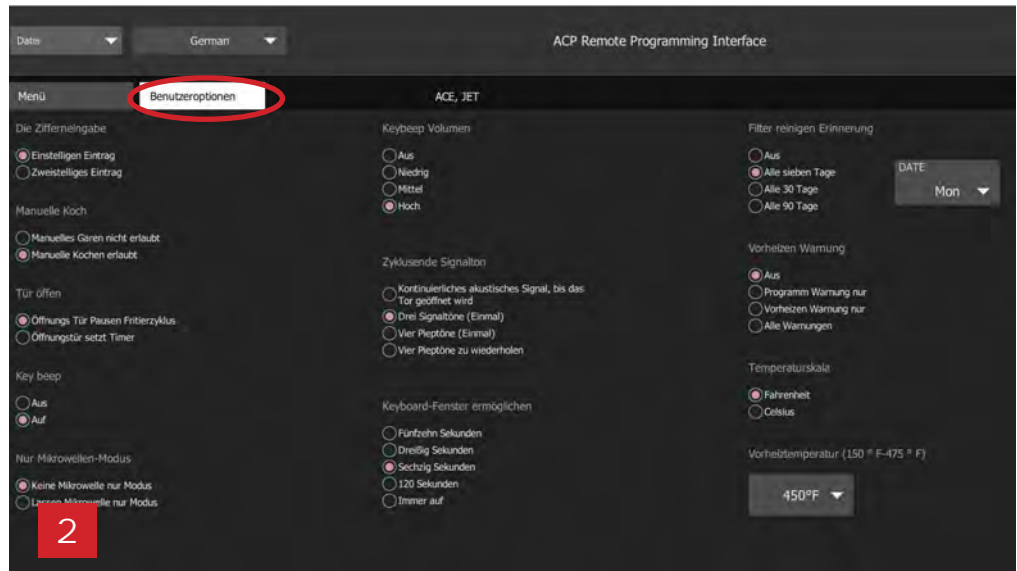 Datei
German
ACP Remote Programming Interface
Menü
Benutzeroptionen
ACE, JET
Die Zifferneingabe
Einstelligen Eintrag
Zweistelliges Eintrag
Manuelle Koch
Manuelles Garen nicht erlaubt
Manuelle Kochen erlaubt
Tür offen
Öffnungs Tür Pausen Fritierzyklus
Öffnungstür setzt Timer
Key beep
Aus
Auf
Nur Mikrowellen-Modus
Keine Mikrowelle nur Modus
Lassen Mikrowelle nur Modus
Keybeep Volumen
Aus
Niedrig
Mittel
Hoch
Zyklusende Signalton
Kontinuierliches akustisches Signal, bis das
Tor geöffnet wird
Drei Signaltöne (Einmal)
Vier Pieptöne (Einmal)
Vier Pieptöne zu wiederholen
Keyboard-Fenster ermöglichen
Fünfzehn Sekunden
Dreißig Sekunden
Sechzig Sekunden
120 Sekunden
Immer auf
Filter reinigen Erinnerung
Aus
Alle sieben Tage
Alle 30 Tage
Alle 90 Tage
DATE
Mon
Vorheizen Warnung
Aus
Programm Warnung nur
Vorheizen Warnung nur
Alle Warnungen
Temperaturskala
Fahrenheit
Celsius
Vorheiztemperatur (150 ° F-475 ° F)
450°F
2